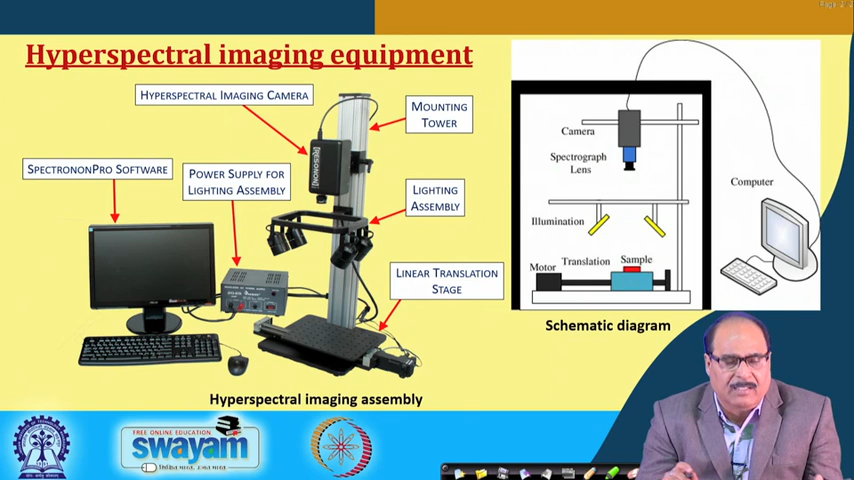 Hyperspectral imaging equipment
HYPERSPECTRAL IMAGING CAMERA
MOUNTING
TOWER
SPECTRONONPRO SOFTWARE
POWER SUPPLY FOR
LIGHTING ASSEMBLY
LIGHTING
ASSEMBLY
LINEAR TRANSLATION
STAGE
RESONON
Hyperspectral imaging assembly
Camera
Spectrograph
Lens
Computer
Illumination
Motor
Translation
Sample
Schematic diagram
FREE ONLINE EDUCATION
swayam